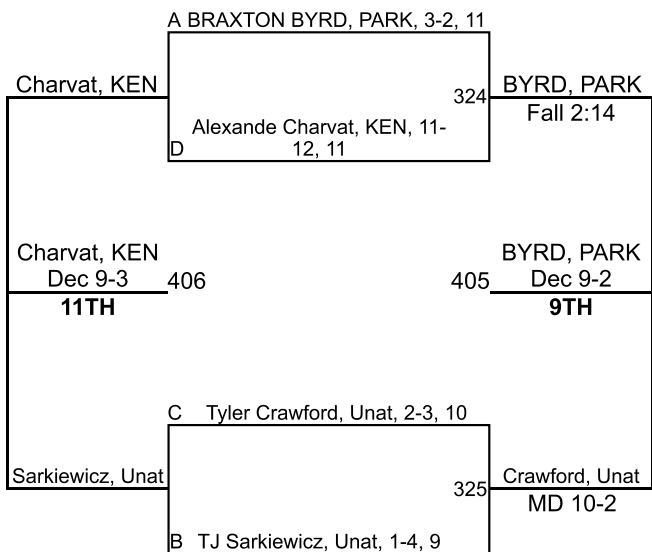 A BRAXTON BYRD, PARK, 3-2, 11
Charvat, KEN
324
BYRD, PARK
Fall 2:14
Alexande Charvat, KEN, 11-
D 12, 11
Charvat, KEN
Dec 9-3
11TH
406
BYRD, PARK
405 Dec 9-2
9TH
C Tyler Crawford, Unat, 2-3, 10
Sarkiewicz, Unat
325
Crawford, Unat
MD 10-2
B TJ Sarkiewicz, Unat, 1-4, 9